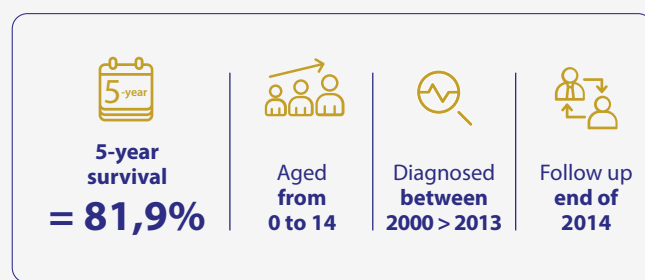 5-year
5-year
survival
= 81,9%
Aged
from
0 to 14
Diagnosed
between
2000 > 2013
Follow up
end of
2014